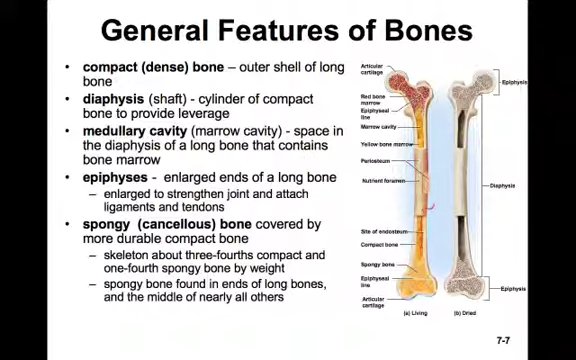 General Features of Bones
• compact (dense) bone – outer shell of long
bone
• diaphysis (shaft) - cylinder of compact
bone to provide leverage
• medullary cavity (marrow cavity) - space in
the diaphysis of a long bone that contains
bone marrow
• epiphyses - enlarged ends of a long bone
– enlarged to strengthen joint and attach
ligaments and tendons
• spongy (cancellous) bone covered by
more durable compact bone
– skeleton about three-fourths compact and
one-fourth spongy bone by weight
– spongy bone found in ends of long bones,
and the middle of nearly all others
Articular
cartilage
Red bone
marrow
Epiphyseal
line
Marrow cavity
Yellow bone marrow
Periosteum
Nutrient foramen
Site of endosteum
Compact bone
Spongy bone
Epiphyseal
line
Articular
cartilage
Epiphysis
Diaphysis
Epiphysis
(a) Living
(b) Dried
7-7